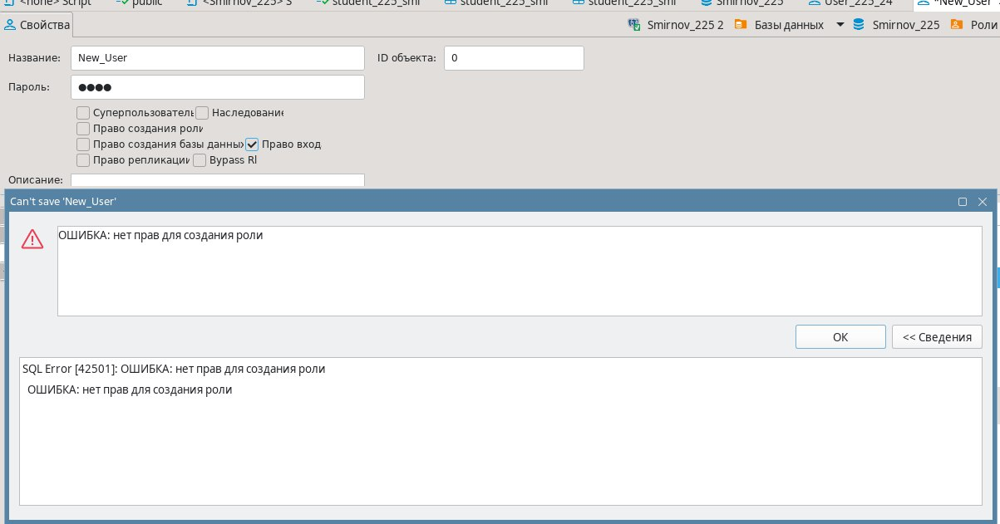 <none> Script public <Smirnov_225> S student_225_smi student_225_smi student_225_smi Smirnov_225 User_225_24 *New_User
Свойства Smirnov_225 2 Базы данных Smirnov_225 Роли
Название: New_User ID объекта: 0
Пароль: ●●●●
Суперпользователь Наследование
Право создания роли
Право создания базы данных Право вход
Право репликации Bypass Rl
Описание:
Can't save 'New_User'
ОШИБКА: нет прав для создания роли
OK << Сведения
SQL Error [42501]: ОШИБКА: нет прав для создания роли
ОШИБКА: нет прав для создания роли